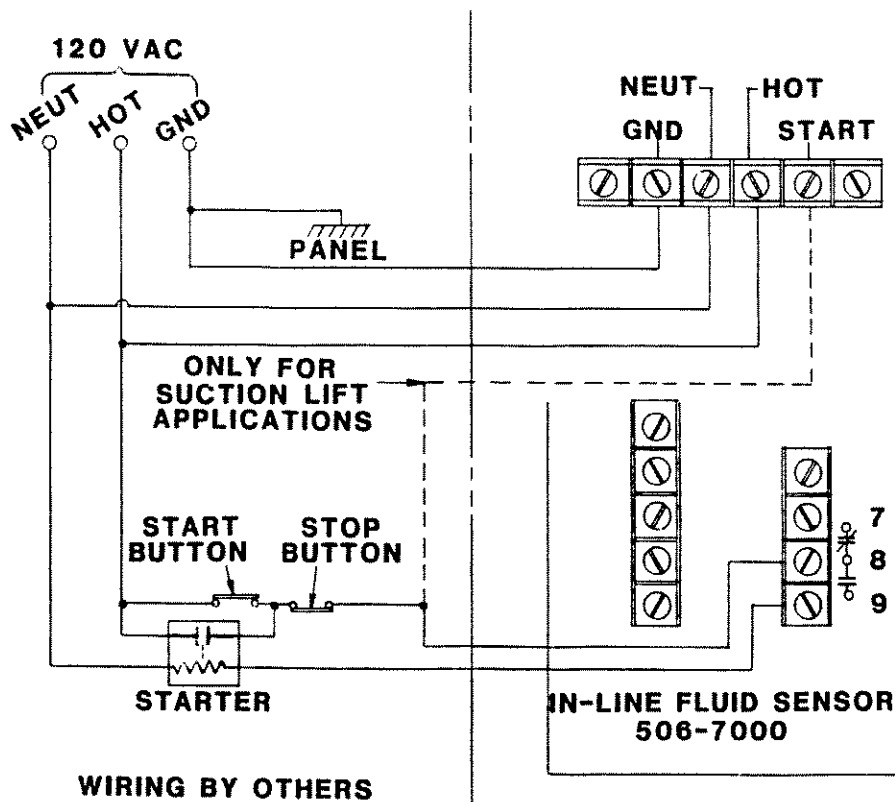 120 VAC
NEUT
HOT
GND
PANEL
NEUT
HOT
GND
START
ONLY FOR
SUCTION LIFT
APPLICATIONS
START
BUTTON
STOP
BUTTON
7
8
9
STARTER
IN-LINE FLUID SENSOR
506-7000
WIRING BY OTHERS